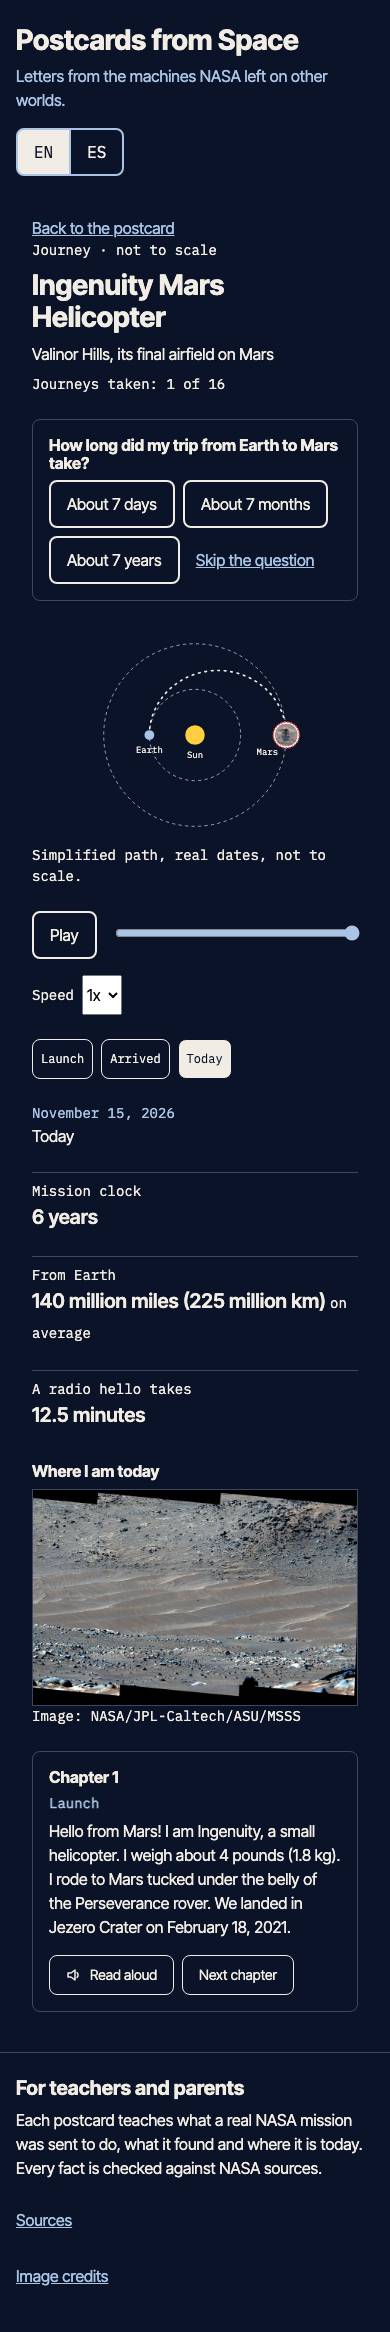 Postcards from Space
Letters from the machines NASA left on other
worlds.
EN ES
Back to the postcard
Journey · not to scale
Ingenuity Mars
Helicopter
Valinor Hills, its final airfield on Mars
Journeys taken: 1 of 16
How long did my trip from Earth to Mars
take?
About 7 days About 7 months
About 7 years Skip the question
Earth Sun Mars
Simplified path, real dates, not to
scale.
Play
Speed 1x
Launch Arrived Today
November 15, 2026
Today
Mission clock
6 years
From Earth
140 million miles (225 million km) on
average
A radio hello takes
12.5 minutes
Where I am today
Image: NASA/JPL-Caltech/ASU/MSSS
Chapter 1
Launch
Hello from Mars! I am Ingenuity, a small
helicopter. I weigh about 4 pounds (1.8 kg).
I rode to Mars tucked under the belly of
the Perseverance rover. We landed in
Jezero Crater on February 18, 2021.
Read aloud Next chapter
For teachers and parents
Each postcard teaches what a real NASA mission
was sent to do, what it found and where it is today.
Every fact is checked against NASA sources.
Sources
Image credits